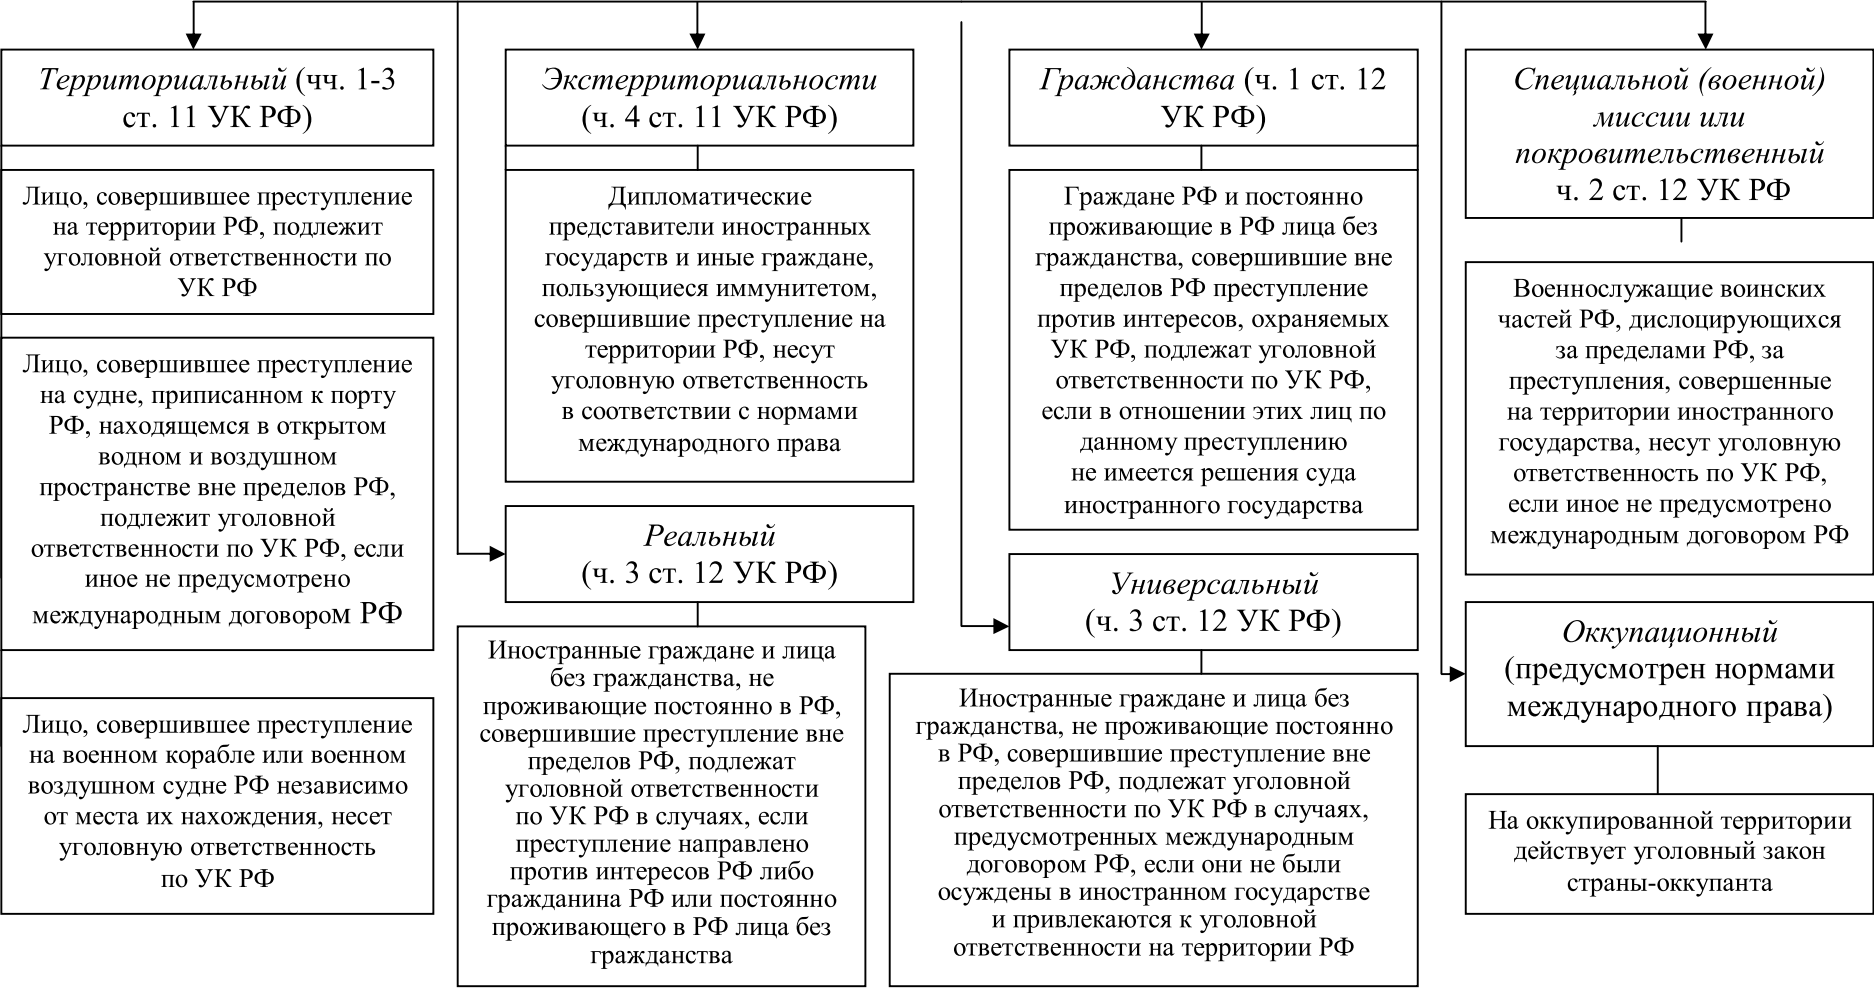 Территориальный (чч. 1-3
ст. 11 УК РФ)
Лицо, совершившее преступление
на территории РФ, подлежит
уголовной ответственности по
УК РФ
Лицо, совершившее преступление
на судне, приписанном к порту
РФ, находящемся в открытом
водном и воздушном
пространстве вне пределов РФ,
подлежит уголовной
ответственности по УК РФ, если
иное не предусмотрено
международным договором РФ
Лицо, совершившее преступление
на военном корабле или военном
воздушном судне РФ независимо
от места их нахождения, несет
уголовную ответственность
по УК РФ
Экстерриториальности
(ч. 4 ст. 11 УК РФ)
Дипломатические
представители иностранных
государств и иные граждане,
пользующиеся иммунитетом,
совершившие преступление на
территории РФ, несут
уголовную ответственность
в соответствии с нормами
международного права
Реальный
(ч. 3 ст. 12 УК РФ)
Иностранные граждане и лица
без гражданства, не
проживающие постоянно в РФ,
совершившие преступление вне
пределов РФ, подлежат
уголовной ответственности
по УК РФ в случаях, если
преступление направлено
против интересов РФ либо
гражданина РФ или постоянно
проживающего в РФ лица без
гражданства
Гражданства (ч. 1 ст. 12
УК РФ)
Граждане РФ и постоянно
проживающие в РФ лица без
гражданства, совершившие вне
пределов РФ преступление
против интересов, охраняемых
УК РФ, подлежат уголовной
ответственности по УК РФ,
если в отношении этих лиц по
данному преступлению
не имеется решения суда
иностранного государства
Универсальный
(ч. 3 ст. 12 УК РФ)
Иностранные граждане и лица без
гражданства, не проживающие постоянно
в РФ, совершившие преступление вне
пределов РФ, подлежат уголовной
ответственности по УК РФ в случаях,
предусмотренных международным
договором РФ, если они не были
осуждены в иностранном государстве
и привлекаются к уголовной
ответственности на территории РФ
Специальной (военной)
миссии или
покровительственный
ч. 2 ст. 12 УК РФ
Военнослужащие воинских
частей РФ, дислоцирующихся
за пределами РФ, за
преступления, совершенные
на территории иностранного
государства, несут уголовную
ответственность по УК РФ,
если иное не предусмотрено
международным договором РФ
Оккупационный
(предусмотрен нормами
международного права)
На оккупированной территории
действует уголовный закон
страны-оккупанта